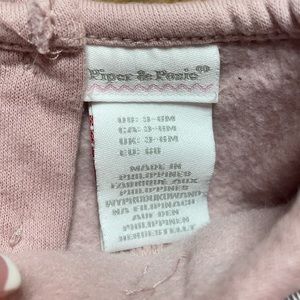 Piper & Posie
US: 3-6M
CA: 3-6M
UK: 3-6M
EU: 68
MADE IN
PHILIPPINES
FABRIQUÉ AUX
PHILIPPINES
WYPRODUKOWANO
NA FILIPINACH
AUF DEN
PHILIPPINEN
HERGESTELLT